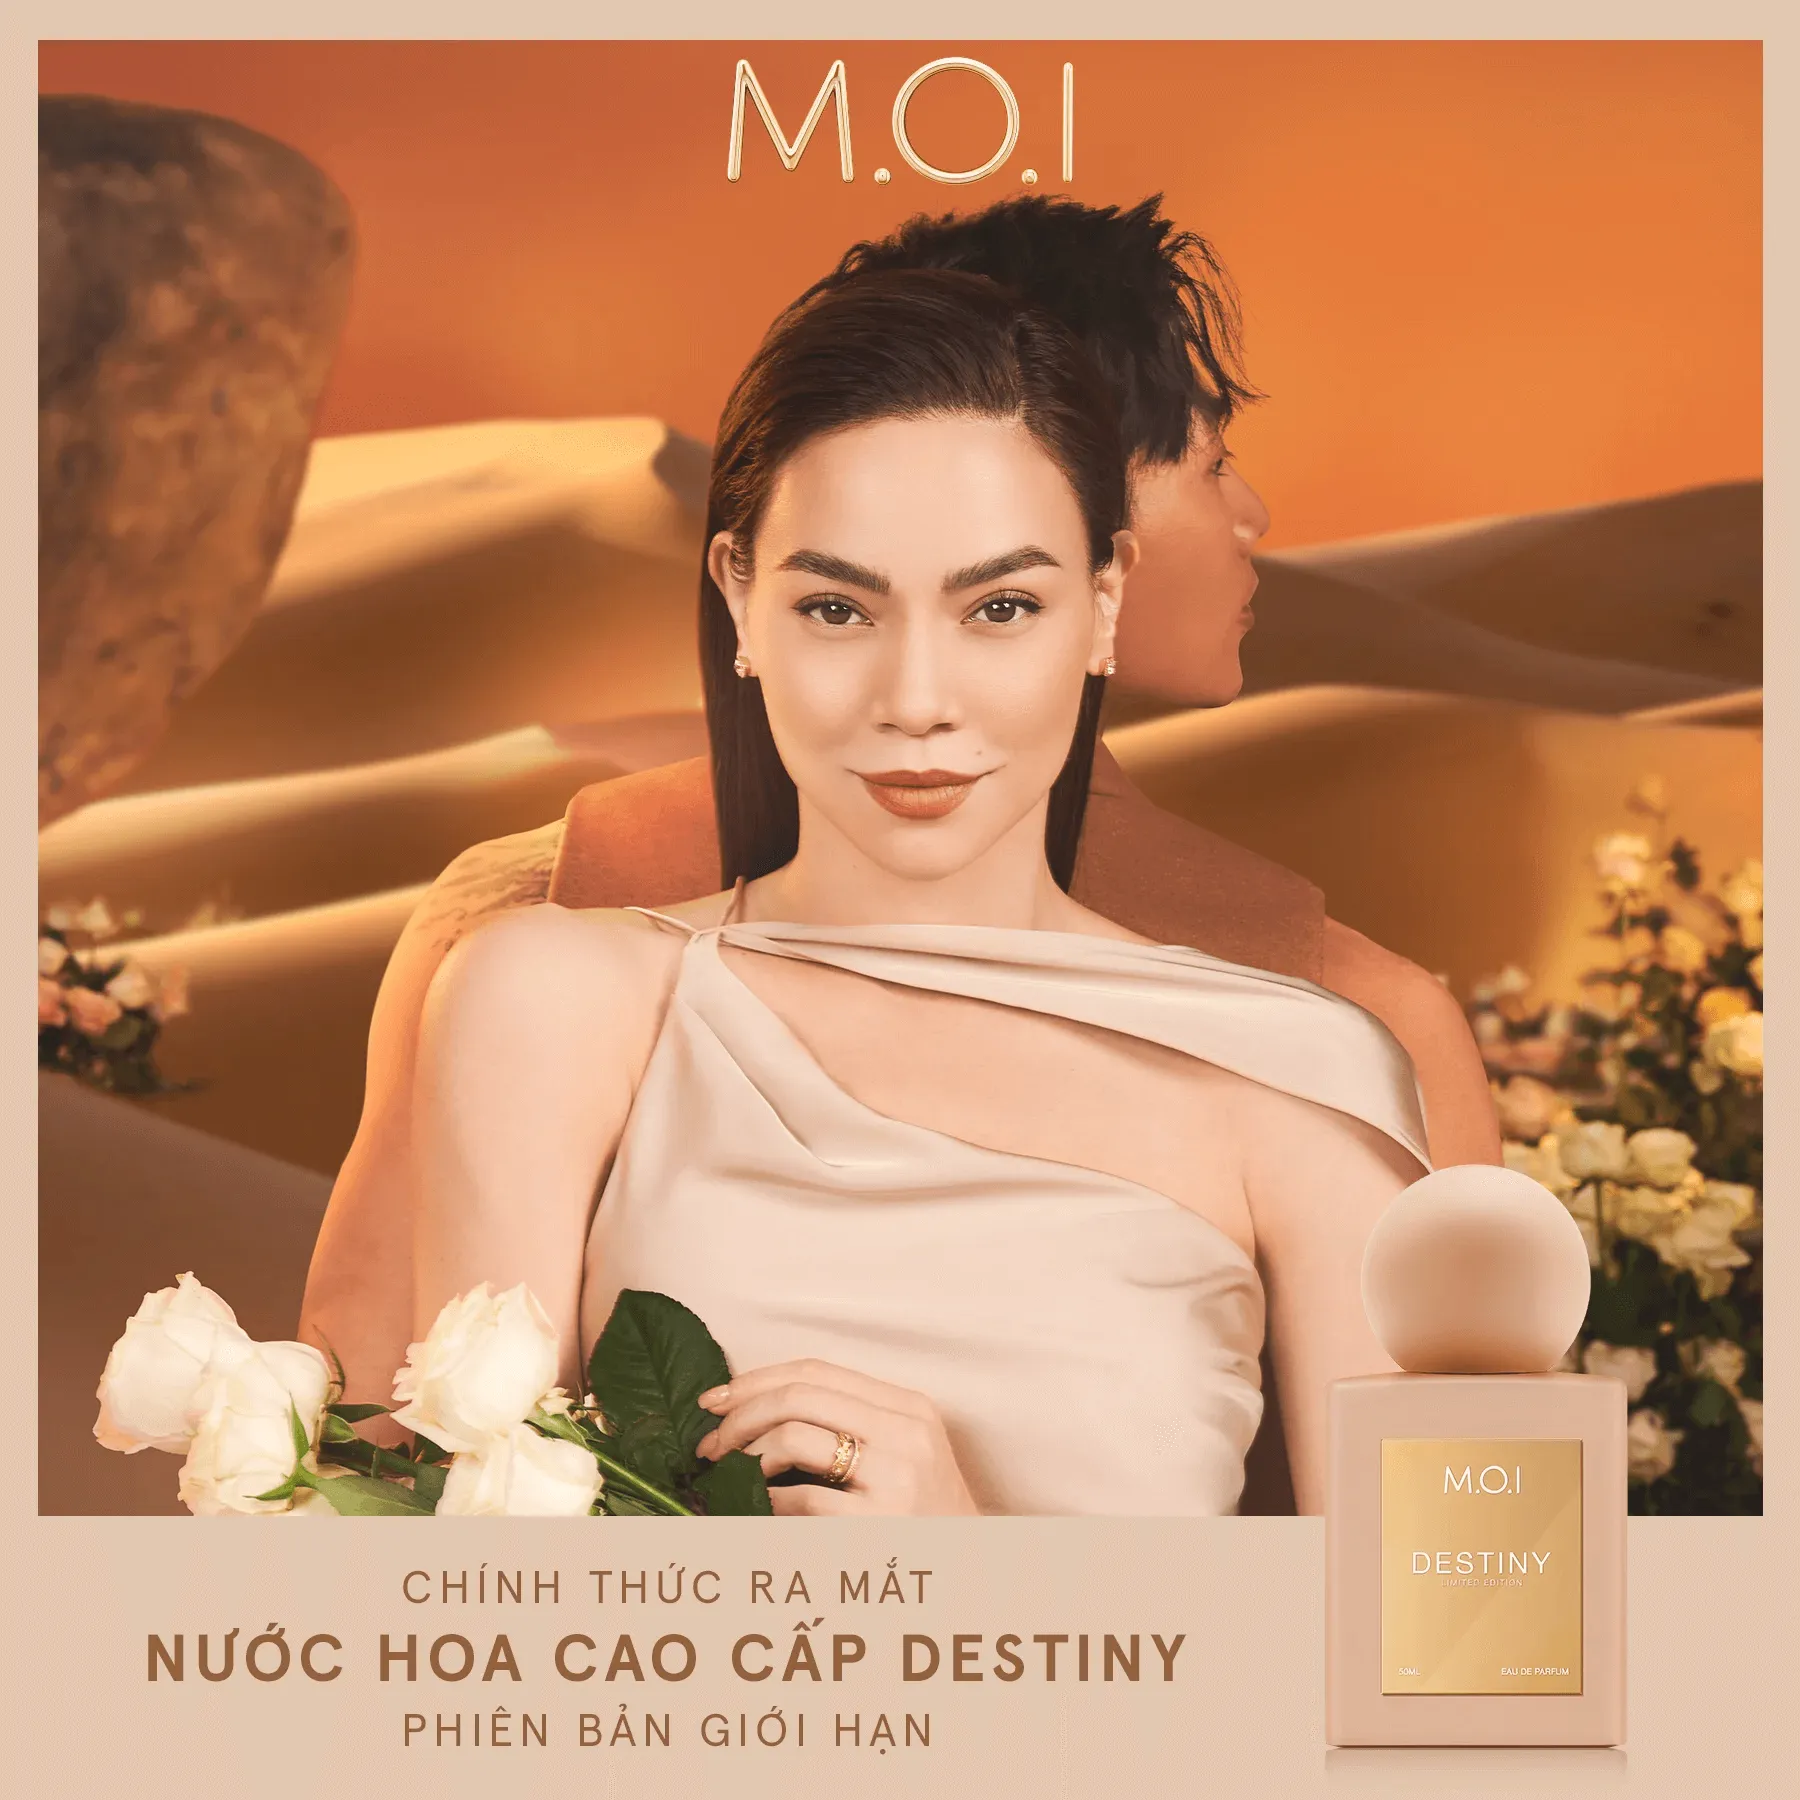 M.O.I
CHÍNH THỨC RA MẮT
NƯỚC HOA CAO CẤP DESTINY
PHIÊN BẢN GIỚI HẠN
M.O.I
DESTINY
LIMITED EDITION
50ML EAU DE PARFUM